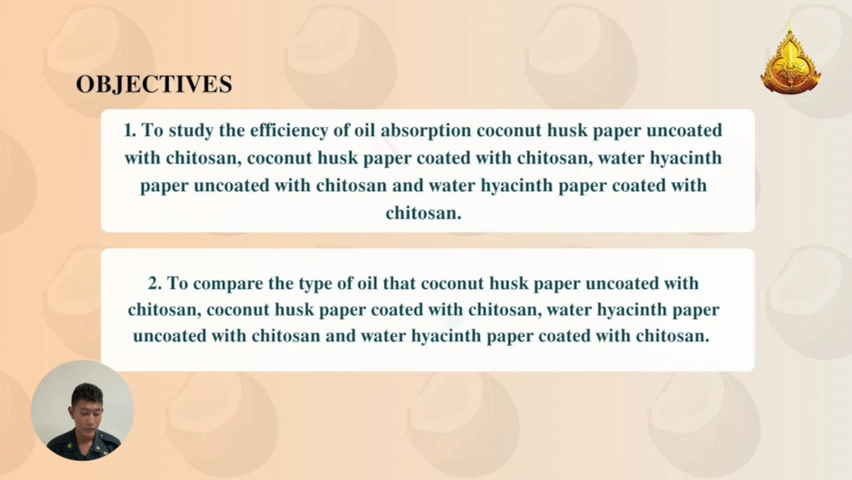 OBJECTIVES
1. To study the efficiency of oil absorption coconut husk paper uncoated
with chitosan, coconut husk paper coated with chitosan, water hyacinth
paper uncoated with chitosan and water hyacinth paper coated with
chitosan.
2. To compare the type of oil that coconut husk paper uncoated with
chitosan, coconut husk paper coated with chitosan, water hyacinth paper
uncoated with chitosan and water hyacinth paper coated with chitosan.